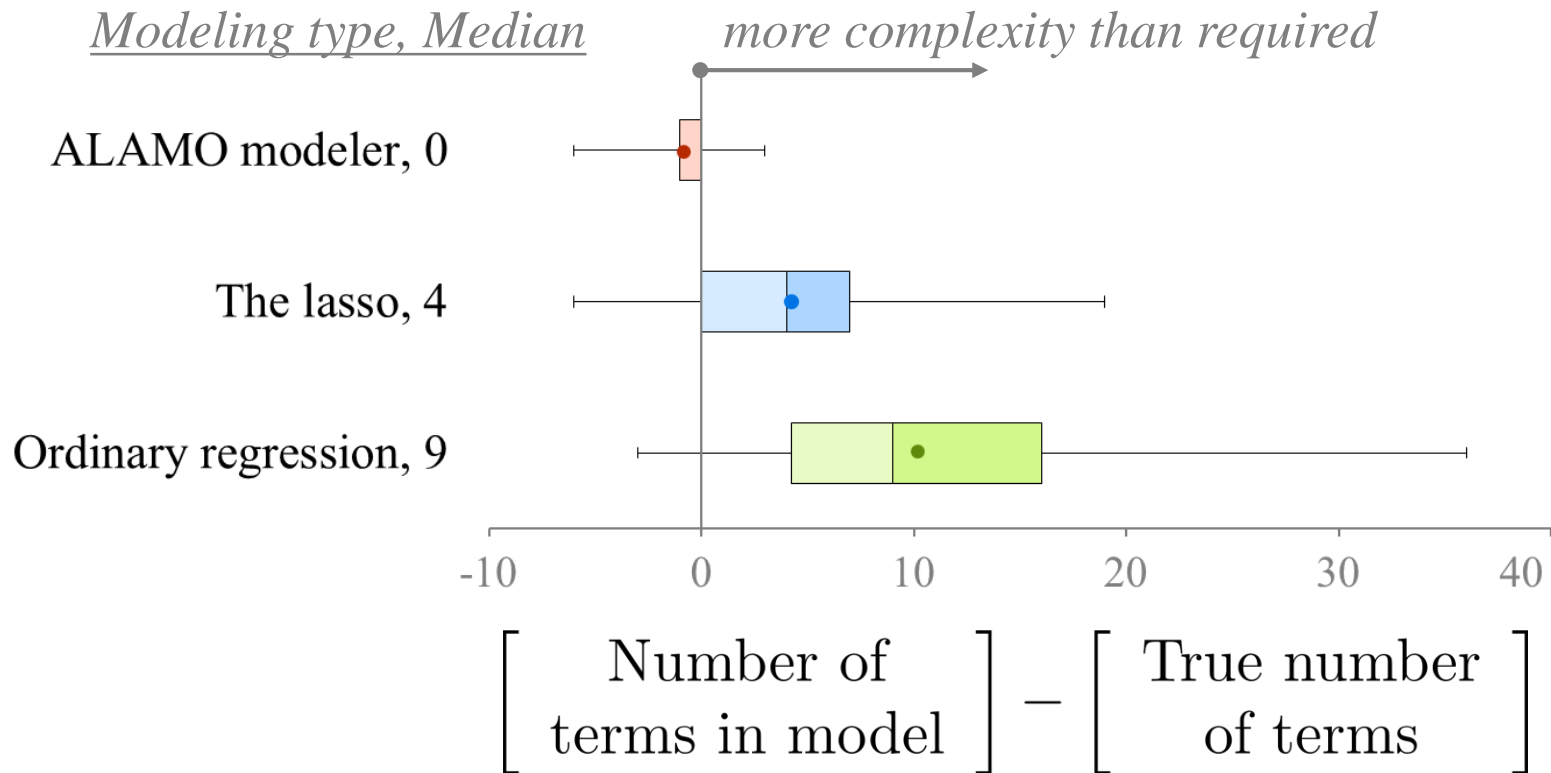 Modeling type, Median
more complexity than required
ALAMO modeler, 0
The lasso, 4
Ordinary regression, 9
-10 0 10 20 30 40
[ Number of terms in model ] − [ True number of terms ]